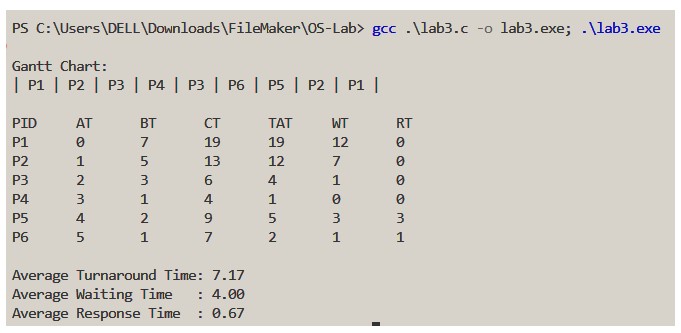 PS C:\Users\DELL\Downloads\FileMaker\OS-Lab> gcc .\lab3.c -o lab3.exe; .\lab3.exe
Gantt Chart:
| P1 | P2 | P3 | P4 | P3 | P6 | P5 | P2 | P1 |
PID AT BT CT TAT WT RT
P1 0 7 19 19 12 0
P2 1 5 13 12 7 0
P3 2 3 6 4 1 0
P4 3 1 4 1 0 0
P5 4 2 9 5 3 3
P6 5 1 7 2 1 1
Average Turnaround Time: 7.17
Average Waiting Time : 4.00
Average Response Time : 0.67